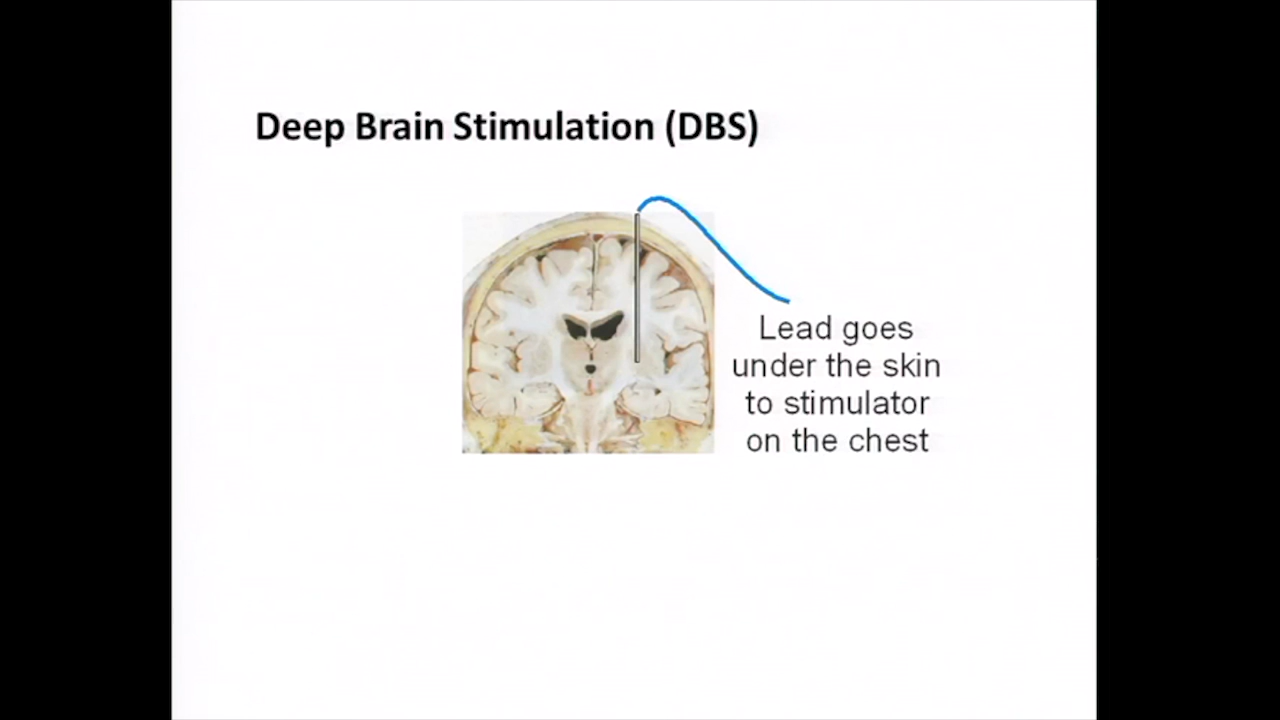 Deep Brain Stimulation (DBS)
Lead goes
under the skin
to stimulator
on the chest